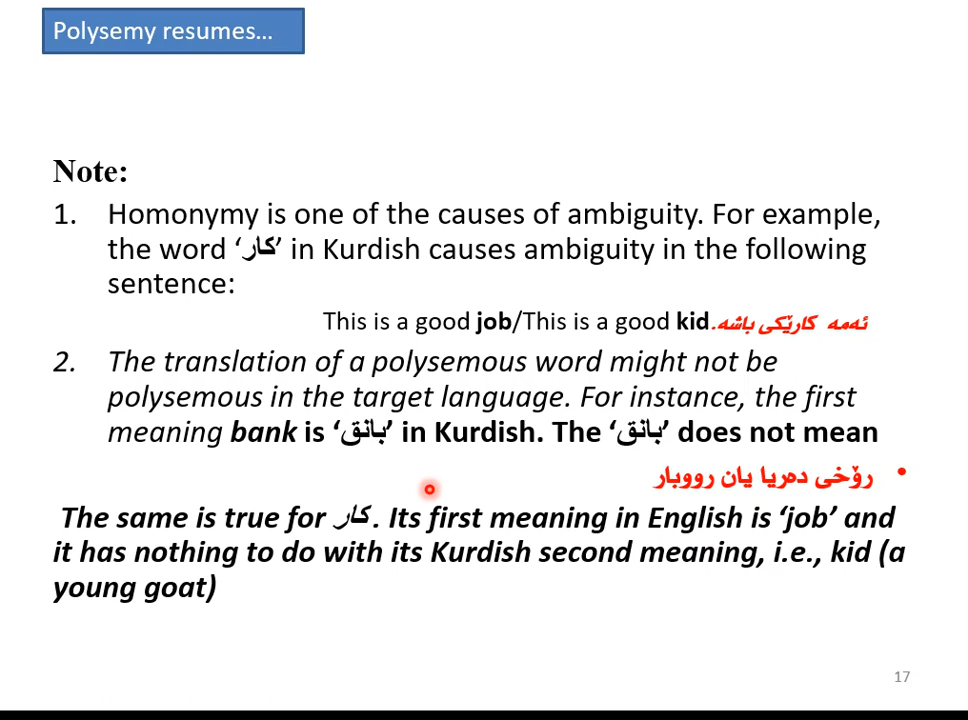 Polysemy resumes...
Note:
1. Homonymy is one of the causes of ambiguity. For example,
the word ‘کار’ in Kurdish causes ambiguity in the following
sentence:
This is a good job/This is a good kid.ئەمە کارێکی باشە
2. The translation of a polysemous word might not be
polysemous in the target language. For instance, the first
meaning bank is ‘بانق’ in Kurdish. The ‘بانق’ does not mean
• رۆخی دەریا یان رووبار
The same is true for کار. Its first meaning in English is ‘job’ and
it has nothing to do with its Kurdish second meaning, i.e., kid (a
young goat)
17